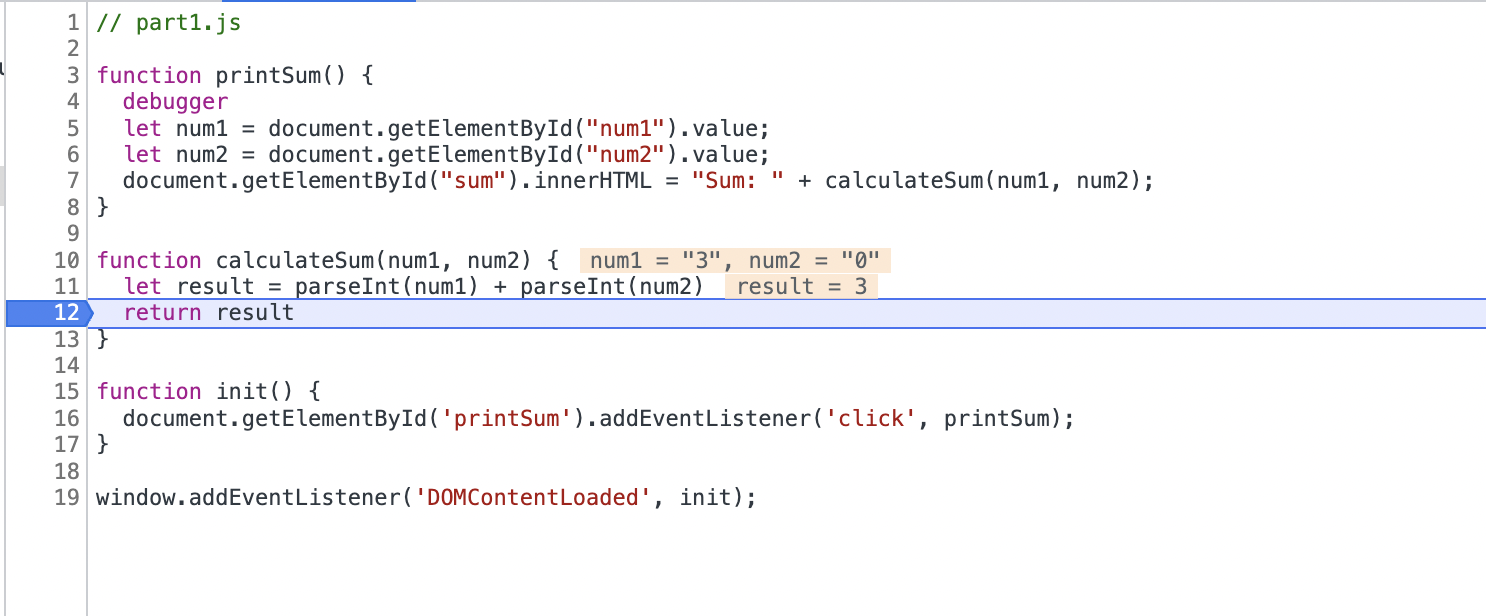 1 // part1.js
2
3 function printSum() {
4   debugger
5   let num1 = document.getElementById("num1").value;
6   let num2 = document.getElementById("num2").value;
7   document.getElementById("sum").innerHTML = "Sum: " + calculateSum(num1, num2);
8 }
9
10 function calculateSum(num1, num2) { num1 = "3", num2 = "0"
11   let result = parseInt(num1) + parseInt(num2) result = 3
12   return result
13 }
14
15 function init() {
16   document.getElementById('printSum').addEventListener('click', printSum);
17 }
18
19 window.addEventListener('DOMContentLoaded', init);